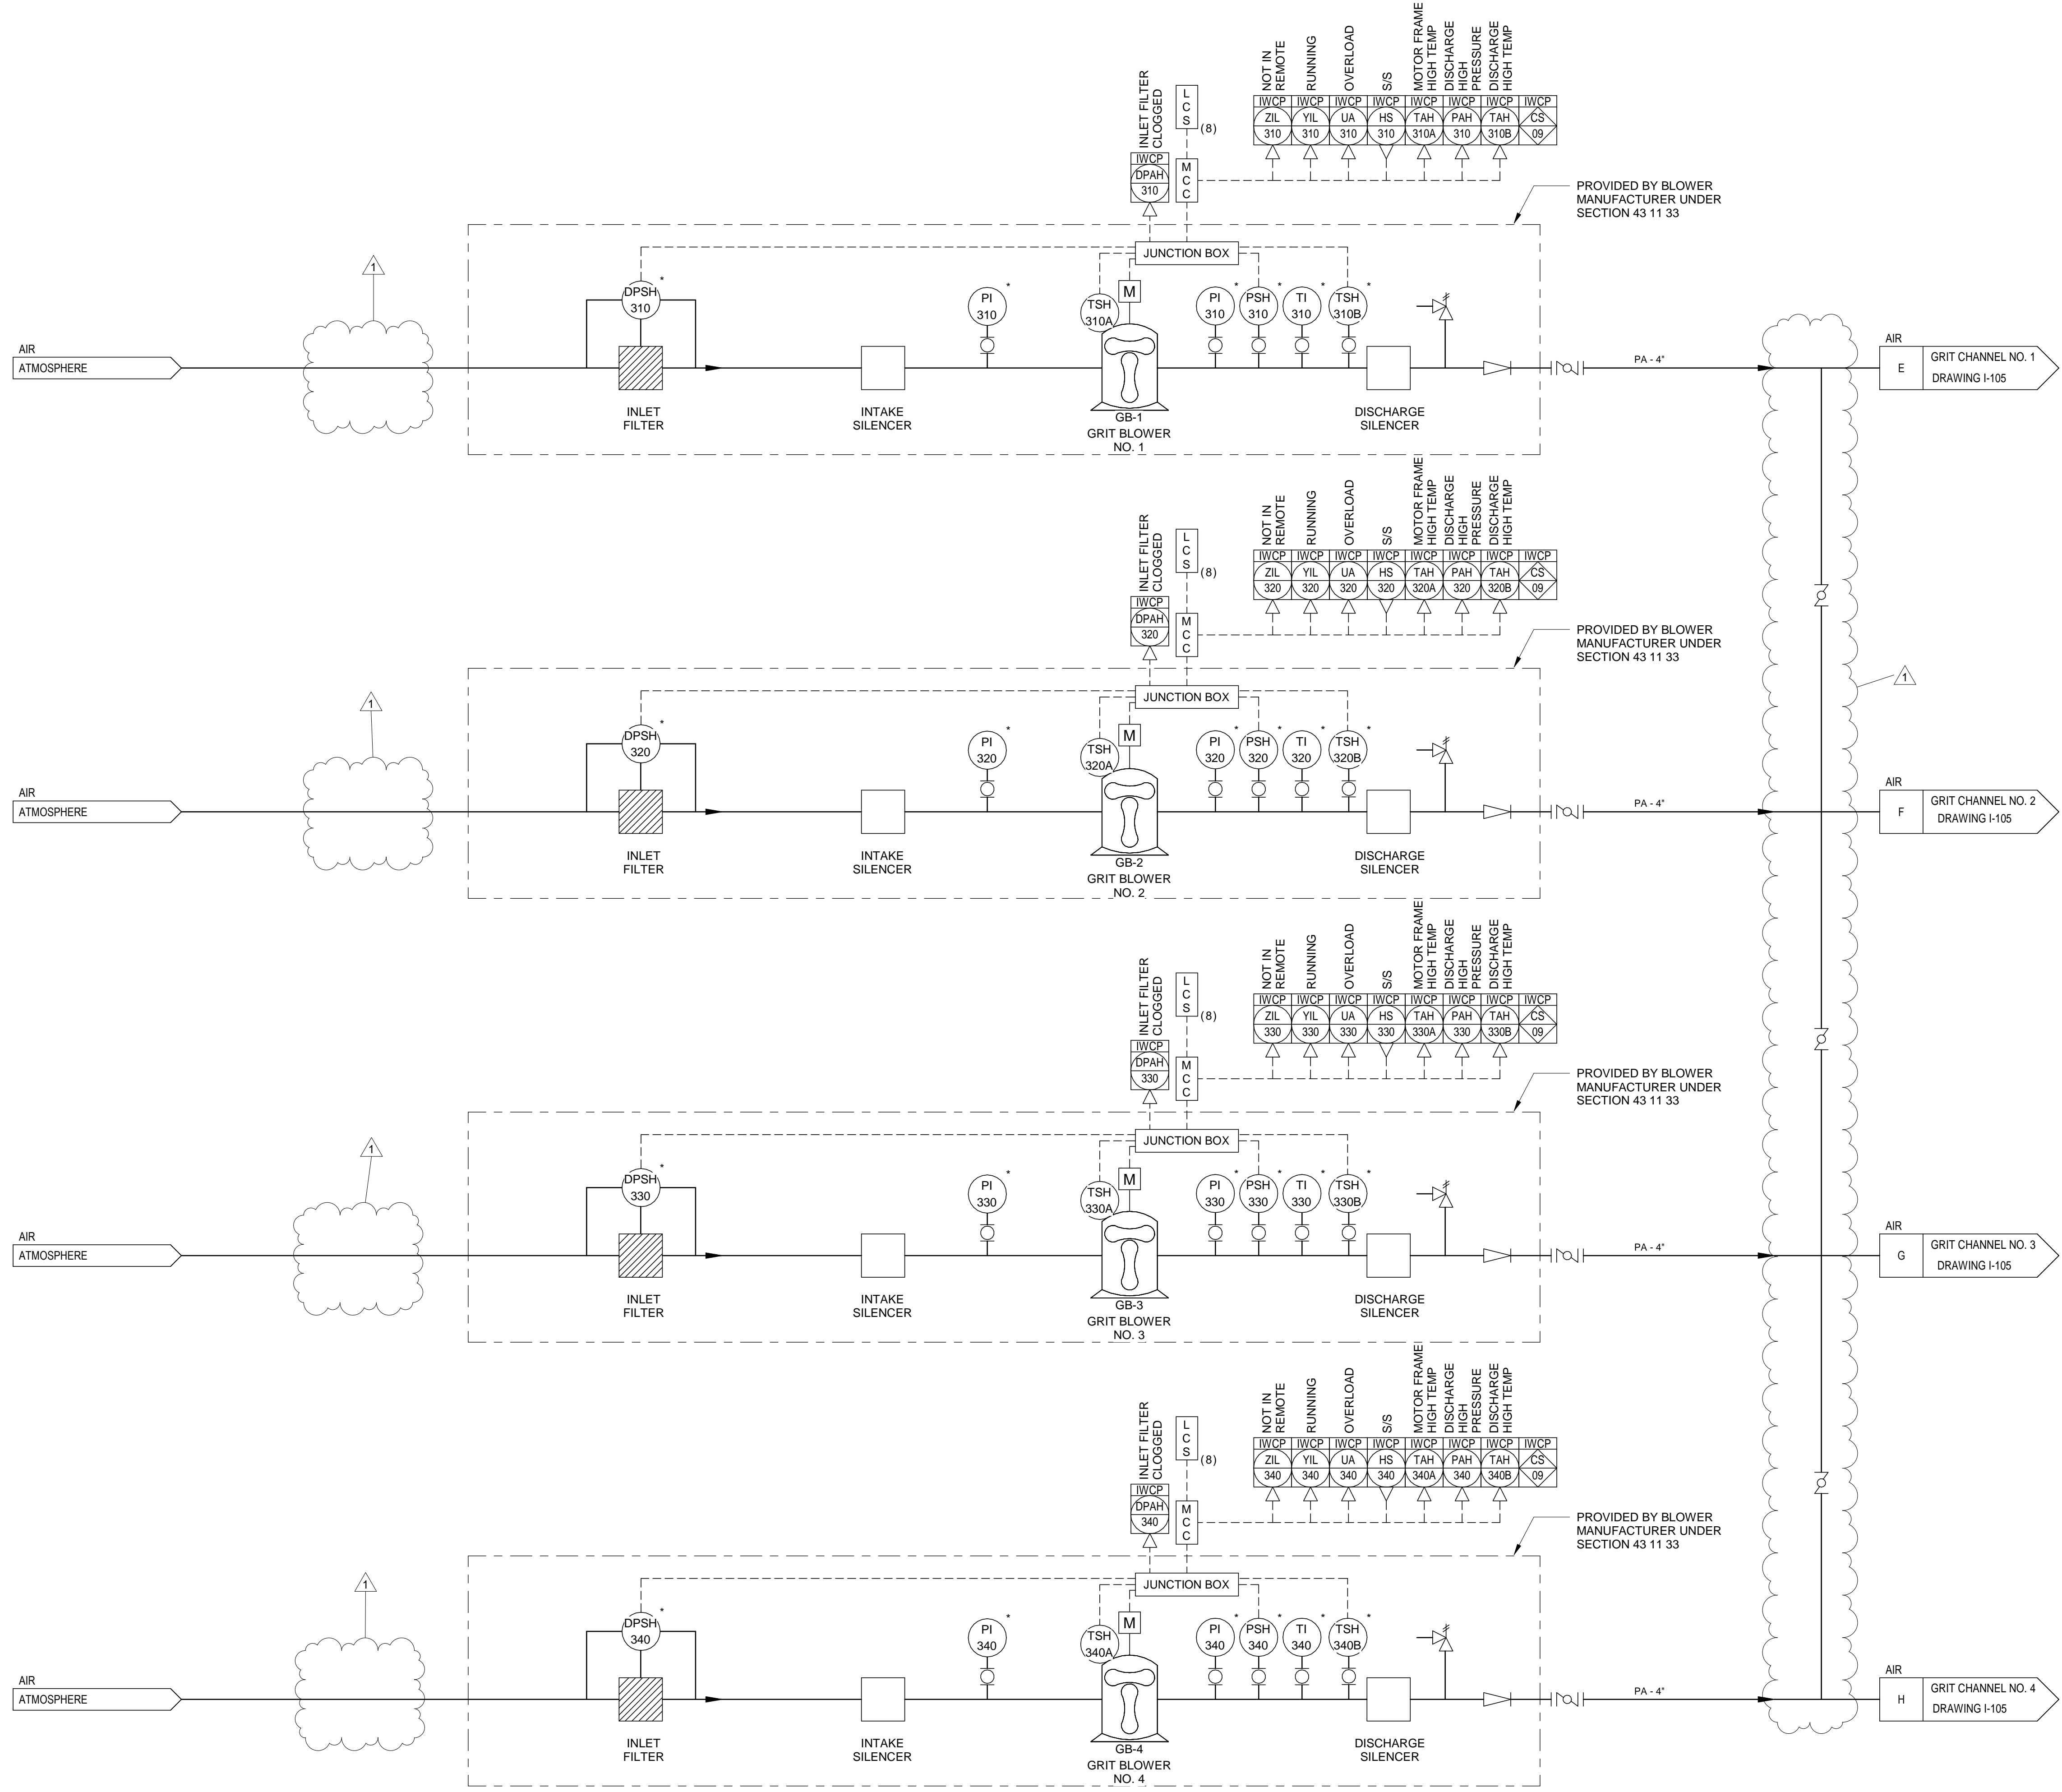 NOT IN
REMOTE
RUNNING
OVERLOAD
S/S
MOTOR FRAME
HIGH TEMP
DISCHARGE
HIGH
PRESSURE
DISCHARGE
HIGH TEMP
INLET FILTER
CLOGGED
LCS
(8)
IWCP IWCP IWCP IWCP IWCP IWCP IWCP IWCP
ZIL YIL UA HS TAH PAH TAH CS
310 310 310 310 310A 310 310B 09
IWCP
DPAH
310
MCC
PROVIDED BY BLOWER
MANUFACTURER UNDER
SECTION 43 11 33
JUNCTION BOX
1
DPSH
310
*
PI
310
*
TSH
310A
M
PI
310
*
PSH
310
*
TI
310
*
TSH
310B
*
AIR
ATMOSPHERE
PA - 4"
AIR
E
GRIT CHANNEL NO. 1
DRAWING I-105
INLET
FILTER
INTAKE
SILENCER
GB-1
GRIT BLOWER
NO. 1
DISCHARGE
SILENCER
NOT IN
REMOTE
RUNNING
OVERLOAD
S/S
MOTOR FRAME
HIGH TEMP
DISCHARGE
HIGH
PRESSURE
DISCHARGE
HIGH TEMP
INLET FILTER
CLOGGED
LCS
(8)
IWCP IWCP IWCP IWCP IWCP IWCP IWCP IWCP
ZIL YIL UA HS TAH PAH TAH CS
320 320 320 320 320A 320 320B 09
IWCP
DPAH
320
MCC
PROVIDED BY BLOWER
MANUFACTURER UNDER
SECTION 43 11 33
1
JUNCTION BOX
1
DPSH
320
*
PI
320
*
TSH
320A
M
PI
320
*
PSH
320
*
TI
320
*
TSH
320B
*
AIR
ATMOSPHERE
PA - 4"
AIR
F
GRIT CHANNEL NO. 2
DRAWING I-105
INLET
FILTER
INTAKE
SILENCER
GB-2
GRIT BLOWER
NO. 2
DISCHARGE
SILENCER
NOT IN
REMOTE
RUNNING
OVERLOAD
S/S
MOTOR FRAME
HIGH TEMP
DISCHARGE
HIGH
PRESSURE
DISCHARGE
HIGH TEMP
INLET FILTER
CLOGGED
LCS
(8)
IWCP IWCP IWCP IWCP IWCP IWCP IWCP IWCP
ZIL YIL UA HS TAH PAH TAH CS
330 330 330 330 330A 330 330B 09
IWCP
DPAH
330
MCC
PROVIDED BY BLOWER
MANUFACTURER UNDER
SECTION 43 11 33
JUNCTION BOX
1
DPSH
330
*
PI
330
*
TSH
330A
M
PI
330
*
PSH
330
*
TI
330
*
TSH
330B
*
AIR
ATMOSPHERE
PA - 4"
AIR
G
GRIT CHANNEL NO. 3
DRAWING I-105
INLET
FILTER
INTAKE
SILENCER
GB-3
GRIT BLOWER
NO. 3
DISCHARGE
SILENCER
NOT IN
REMOTE
RUNNING
OVERLOAD
S/S
MOTOR FRAME
HIGH TEMP
DISCHARGE
HIGH
PRESSURE
DISCHARGE
HIGH TEMP
INLET FILTER
CLOGGED
LCS
(8)
IWCP IWCP IWCP IWCP IWCP IWCP IWCP IWCP
ZIL YIL UA HS TAH PAH TAH CS
340 340 340 340 340A 340 340B 09
IWCP
DPAH
340
MCC
PROVIDED BY BLOWER
MANUFACTURER UNDER
SECTION 43 11 33
JUNCTION BOX
1
DPSH
340
*
PI
340
*
TSH
340A
M
PI
340
*
PSH
340
*
TI
340
*
TSH
340B
*
AIR
ATMOSPHERE
PA - 4"
AIR
H
GRIT CHANNEL NO. 4
DRAWING I-105
INLET
FILTER
INTAKE
SILENCER
GB-4
GRIT BLOWER
NO. 4
DISCHARGE
SILENCER